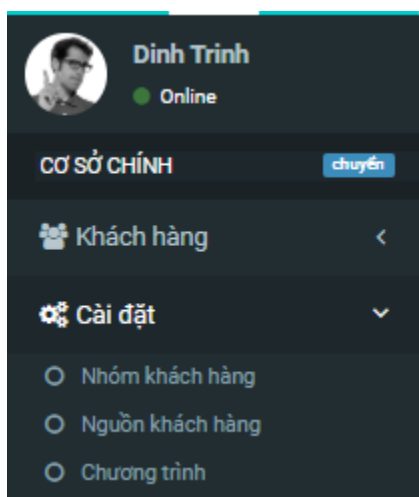 Dinh Trinh
Online
CƠ SỞ CHÍNH chuyển
Khách hàng
Cài đặt
Nhóm khách hàng
Nguồn khách hàng
Chương trình